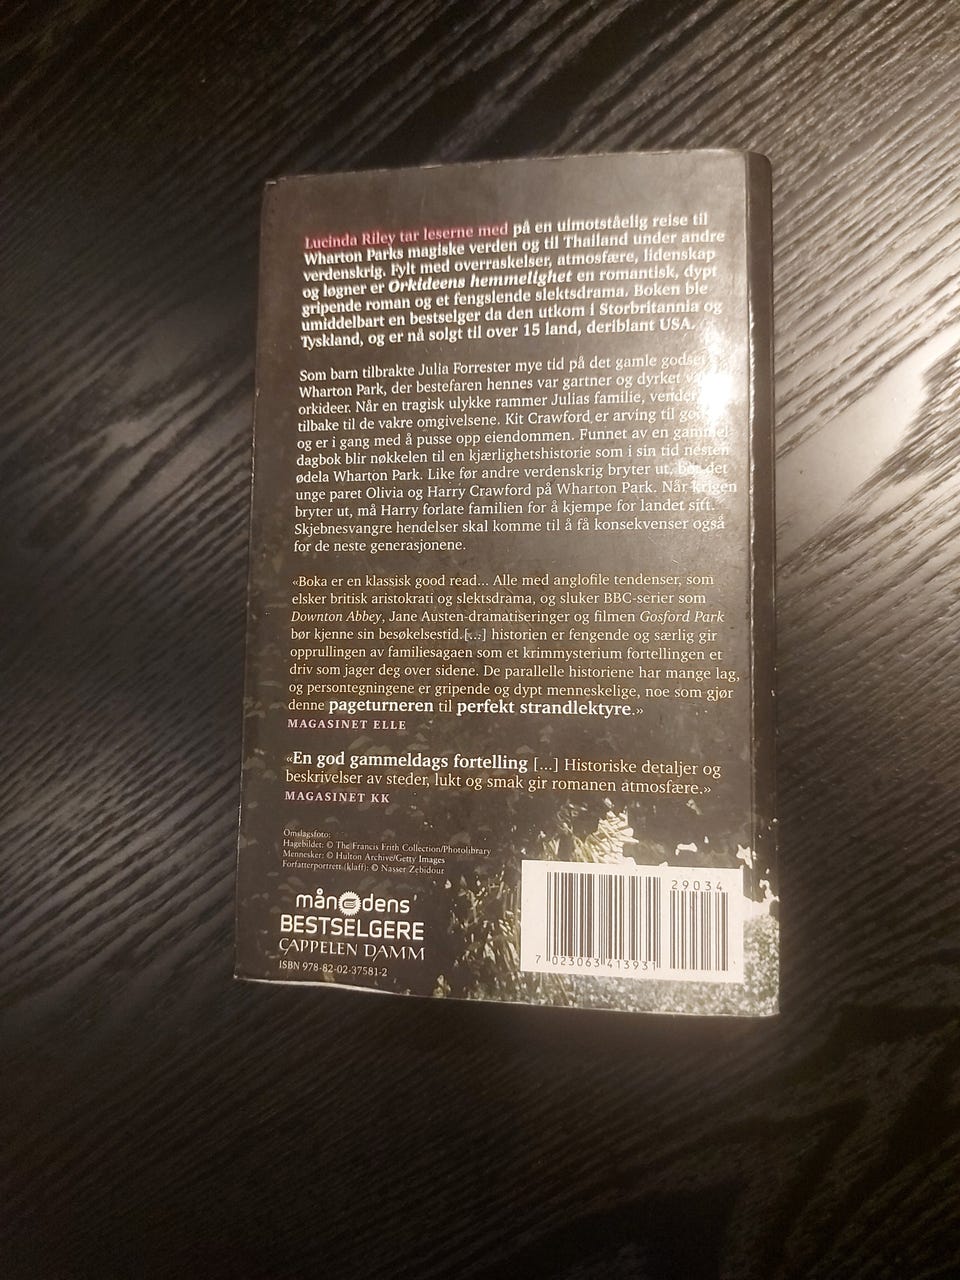 Lucinda Riley tar leserne med på en uimotståelig reise til
Wharton Parks magiske verden og til Thailand under andre
verdenskrig. Fylt med overraskelser, atmosfære, lidenskap
og løgner er Orkideens hemmelighet en romantisk, dypt
gripende roman og et fengslende slektsdrama. Boken ble
umiddelbart en bestselger da den utkom i Storbritannia og
Tyskland, og er nå solgt til over 15 land, deriblant USA.
Som barn tilbrakte Julia Forrester mye tid på det gamle godset
Wharton Park, der bestefaren hennes var gartner og dyrket
orkideer. Når en tragisk ulykke rammer Julias familie, vender
tilbake til de vakre omgivelsene. Kit Crawford er arving til
og er i gang med å pusse opp eiendommen. Funnet av en gammel
dagbok blir nøkkelen til en kjærlighetshistorie som i sin tid nesten
ødela Wharton Park. Like før andre verdenskrig bryter ut, bor det
unge paret Olivia og Harry Crawford på Wharton Park. Når krigen
bryter ut, må Harry forlate familien for å kjempe for landet sitt.
Skjebnesvangre hendelser skal komme til å få konsekvenser også
for de neste generasjonene.
«Boka er en klassisk good read... Alle med anglofile tendenser, som
elsker britisk aristokrati og slektsdrama, og sluker BBC-serier som
Downton Abbey, Jane Austen-dramatiseringer og filmen Gosford Park
bør kjenne sin besøkelsestid.[...] historien er fengende og særlig gir
opprullingen av familiesagaen som et krimmysterium fortellingen et
driv som jager deg over sidene. De parallelle historiene har mange lag,
og persontegningene er gripende og dypt menneskelige, noe som gjør
denne pageturneren til perfekt strandlektyre.»
MAGASINET ELLE
«En god gammeldags fortelling [...] Historiske detaljer og
beskrivelser av steder, lukt og smak gir romanen atmosfære.»
MAGASINET KK
Omslagsfoto:
Hagebildet: © The Francis Frith Collection/Photolibrary
Mennesker: © Hulton Archive/Getty Images
Forfatterportrett (klaff): © Nasser Zebidour
månedens
BESTSELGERE
CAPPELEN DAMM
ISBN 978-82-02-37581-2
29034
7 023063 413931